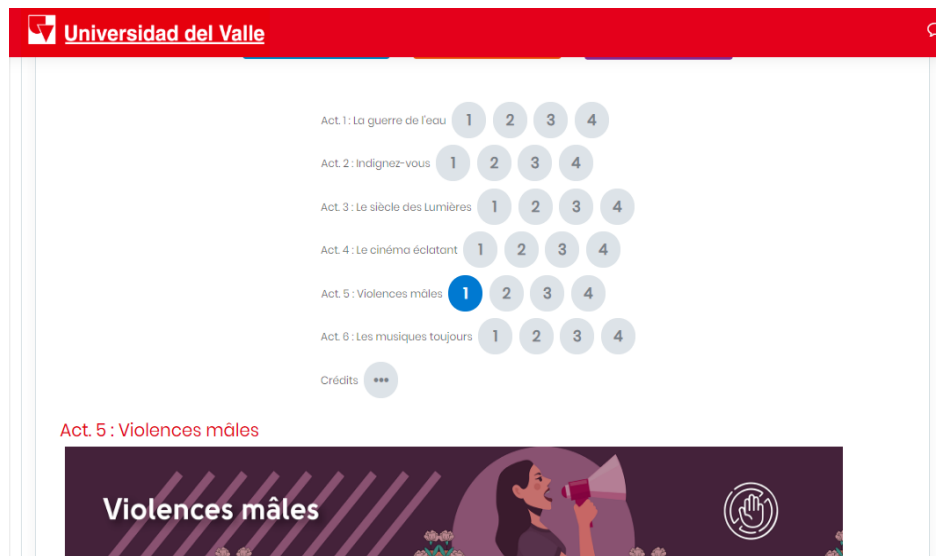 Universidad del Valle
Act. 1 : La guerre de l'eau 1 2 3 4
Act. 2 : Indignez-vous 1 2 3 4
Act. 3 : Le siècle des Lumières 1 2 3 4
Act. 4 : Le cinéma éclatant 1 2 3 4
Act. 5 : Violences mâles 1 2 3 4
Act. 6 : Les musiques toujours 1 2 3 4
Crédits •••
Act. 5 : Violences mâles
Violences mâles